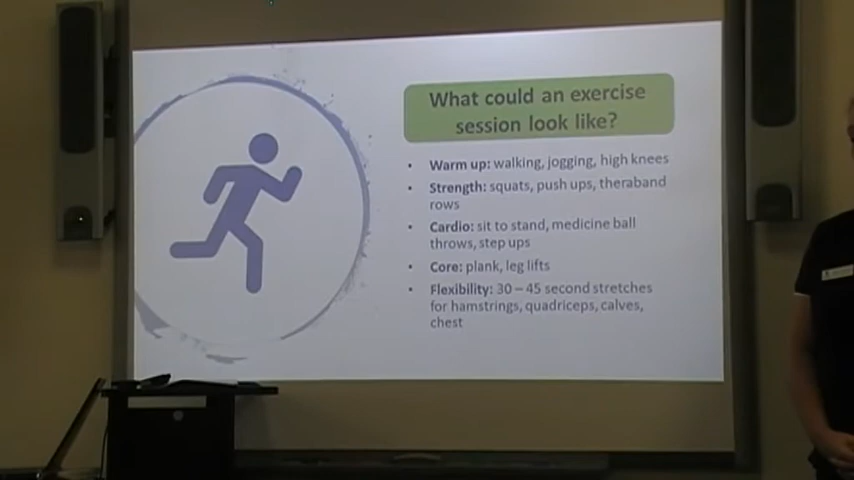 What could an exercise
session look like?
• Warm up: walking, jogging, high knees
• Strength: squats, push ups, theraband
rows
• Cardio: sit to stand, medicine ball
throws, step ups
• Core: plank, leg lifts
• Flexibility: 30 – 45 second stretches
for hamstrings, quadriceps, calves,
chest